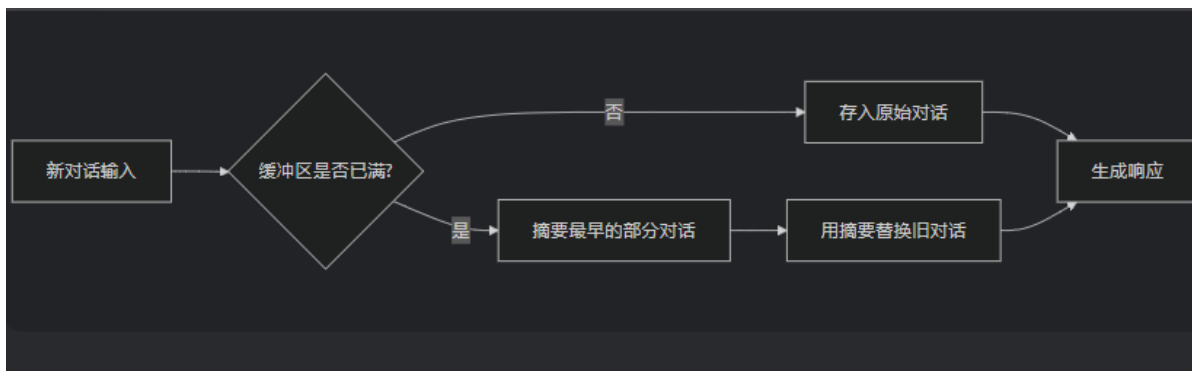 新对话输入
缓冲区是否已满?
否
存入原始对话
是
摘要最早的部分对话
用摘要替换旧对话
生成响应